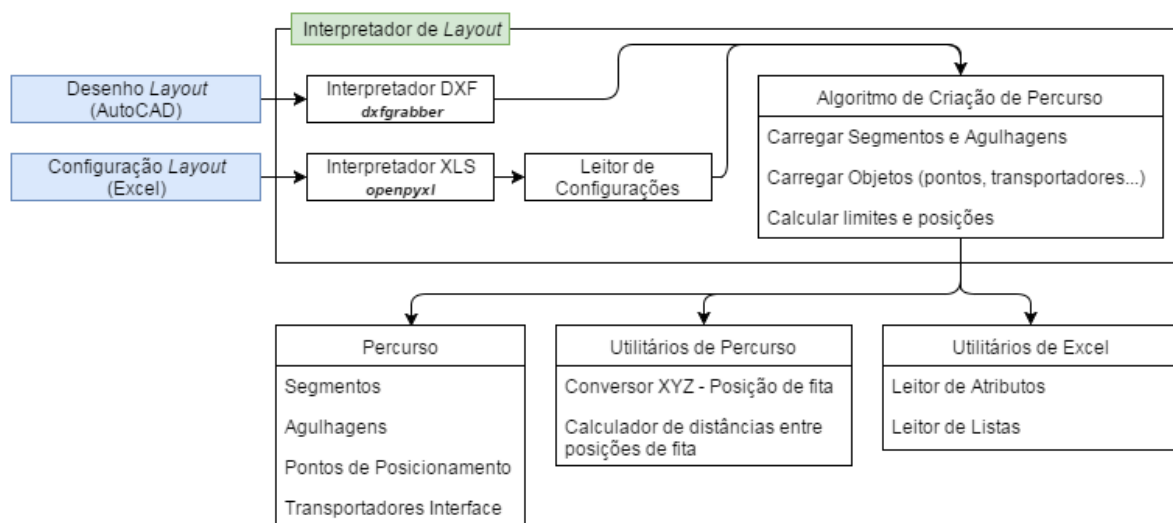 Interpretador de Layout
Desenho Layout
(AutoCAD)
Interpretador DXF
dxfgrabber
Configuração Layout
(Excel)
Interpretador XLS
openpyxl
Leitor de
Configurações
Algoritmo de Criação de Percurso
Carregar Segmentos e Agulhagens
Carregar Objetos (pontos, transportadores...)
Calcular limites e posições
Percurso
Segmentos
Agulhagens
Pontos de Posicionamento
Transportadores Interface
Utilitários de Percurso
Conversor XYZ - Posição de fita
Calculador de distâncias entre
posições de fita
Utilitários de Excel
Leitor de Atributos
Leitor de Listas